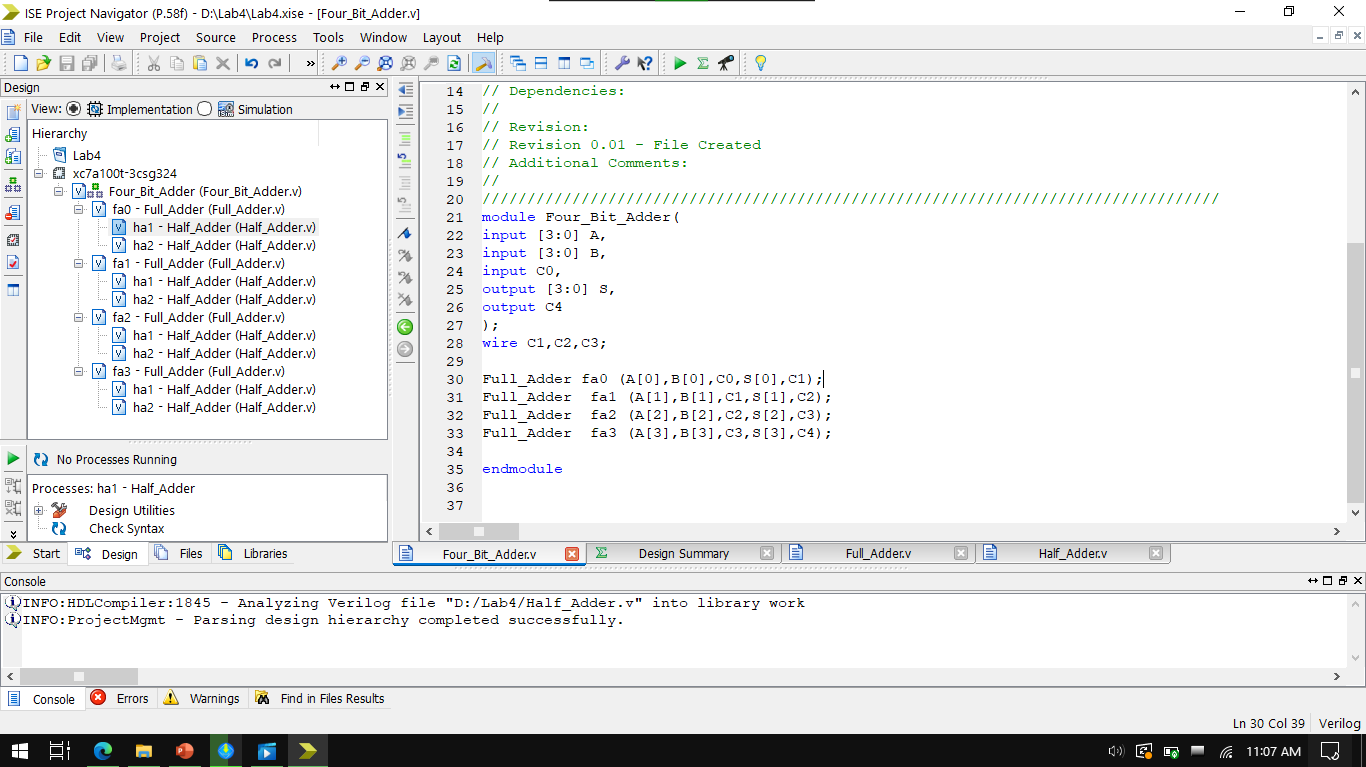 ISE Project Navigator (P.58f) - D:\Lab4\Lab4.xise - [Four_Bit_Adder.v]
File Edit View Project Source Process Tools Window Layout Help
Design
View: Implementation Simulation
Hierarchy
Lab4
xc7a100t-3csg324
Four_Bit_Adder (Four_Bit_Adder.v)
fa0 - Full_Adder (Full_Adder.v)
ha1 - Half_Adder (Half_Adder.v)
ha2 - Half_Adder (Half_Adder.v)
fa1 - Full_Adder (Full_Adder.v)
ha1 - Half_Adder (Half_Adder.v)
ha2 - Half_Adder (Half_Adder.v)
fa2 - Full_Adder (Full_Adder.v)
ha1 - Half_Adder (Half_Adder.v)
ha2 - Half_Adder (Half_Adder.v)
fa3 - Full_Adder (Full_Adder.v)
ha1 - Half_Adder (Half_Adder.v)
ha2 - Half_Adder (Half_Adder.v)
No Processes Running
Processes: ha1 - Half_Adder
Design Utilities
Check Syntax
Start Design Files Libraries
14 // Dependencies:
15 //
16 // Revision:
17 // Revision 0.01 - File Created
18 // Additional Comments:
19 //
20 //////////////////////////////////////////////////////////////////////////////////
21 module Four_Bit_Adder(
22 input [3:0] A,
23 input [3:0] B,
24 input C0,
25 output [3:0] S,
26 output C4
27 );
28 wire C1,C2,C3;
29
30 Full_Adder fa0 (A[0],B[0],C0,S[0],C1);
31 Full_Adder  fa1 (A[1],B[1],C1,S[1],C2);
32 Full_Adder  fa2 (A[2],B[2],C2,S[2],C3);
33 Full_Adder  fa3 (A[3],B[3],C3,S[3],C4);
34
35 endmodule
36
37
Four_Bit_Adder.v Design Summary Full_Adder.v Half_Adder.v
Console
INFO:HDLCompiler:1845 - Analyzing Verilog file "D:/Lab4/Half_Adder.v" into library work
INFO:ProjectMgmt - Parsing design hierarchy completed successfully.
Console Errors Warnings Find in Files Results
Ln 30 Col 39 Verilog
11:07 AM